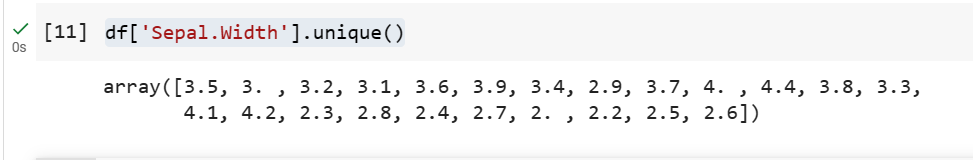 [11] df['Sepal.Width'].unique()
0s
array([3.5, 3. , 3.2, 3.1, 3.6, 3.9, 3.4, 2.9, 3.7, 4. , 4.4, 3.8, 3.3,
4.1, 4.2, 2.3, 2.8, 2.4, 2.7, 2. , 2.2, 2.5, 2.6])